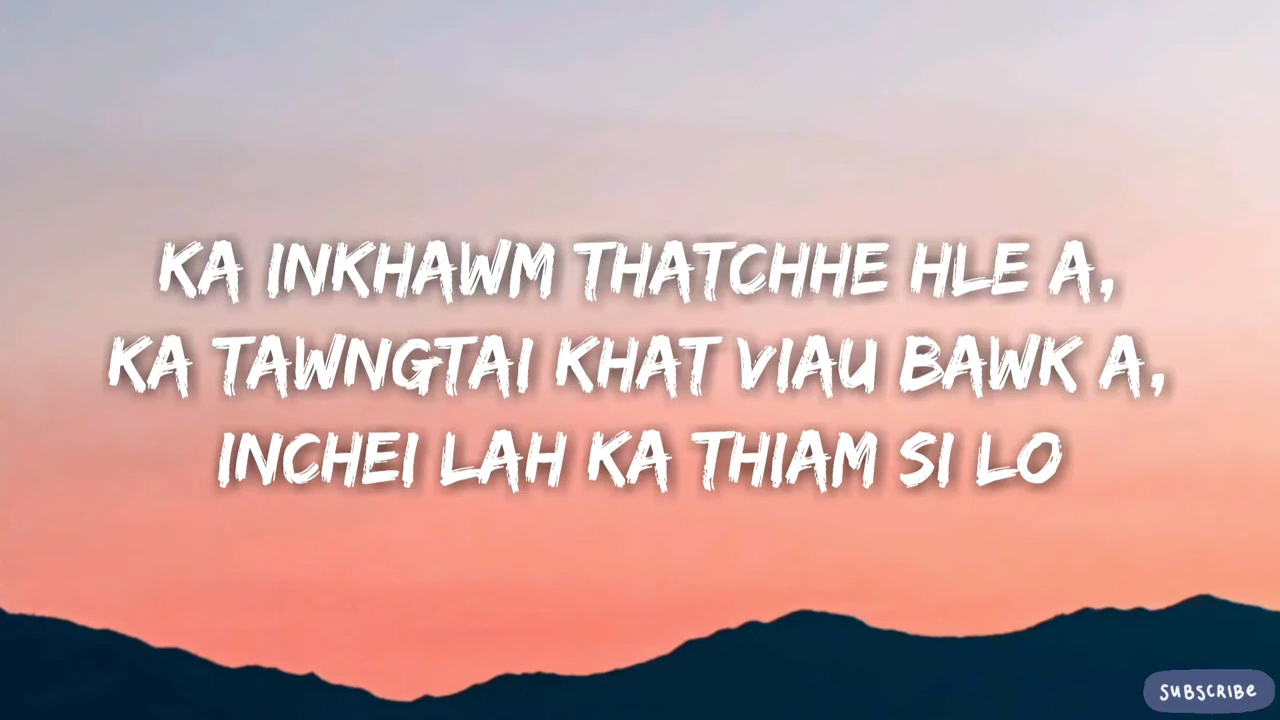 KA INKHAWM THATCHHE HLE A,
KA TAWNGTAI KHAT VIAU BAWK A,
INCHEI LAH KA THIAM SI LO
SUBSCRIBE